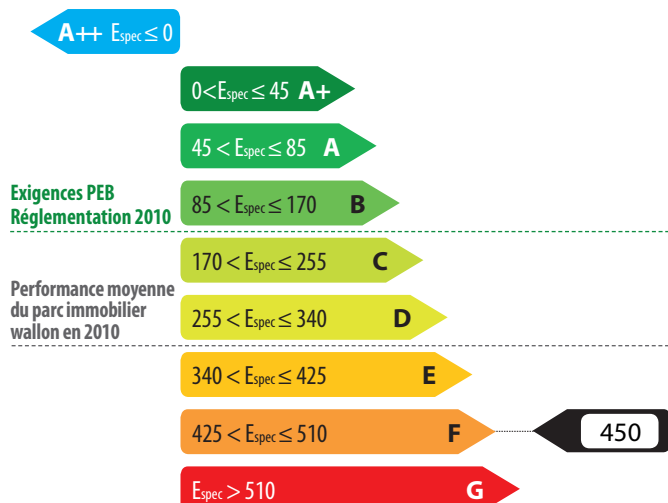 A++ Espec ≤ 0
0<Espec ≤ 45 A+
45 < Espec ≤ 85 A
Exigences PEB
Réglementation 2010
85 < Espec ≤ 170 B
170 < Espec ≤ 255 C
Performance moyenne
du parc immobilier
wallon en 2010
255 < Espec ≤ 340 D
340 < Espec ≤ 425 E
425 < Espec ≤ 510 F
450
Espec > 510 G